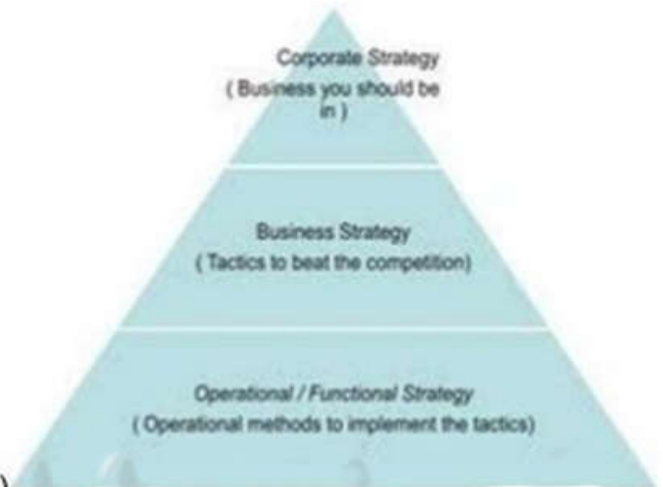 Corporate Strategy
( Business you should be
in )
Business Strategy
( Tactics to beat the competition)
Operational / Functional Strategy
( Operational methods to implement the tactics)
)